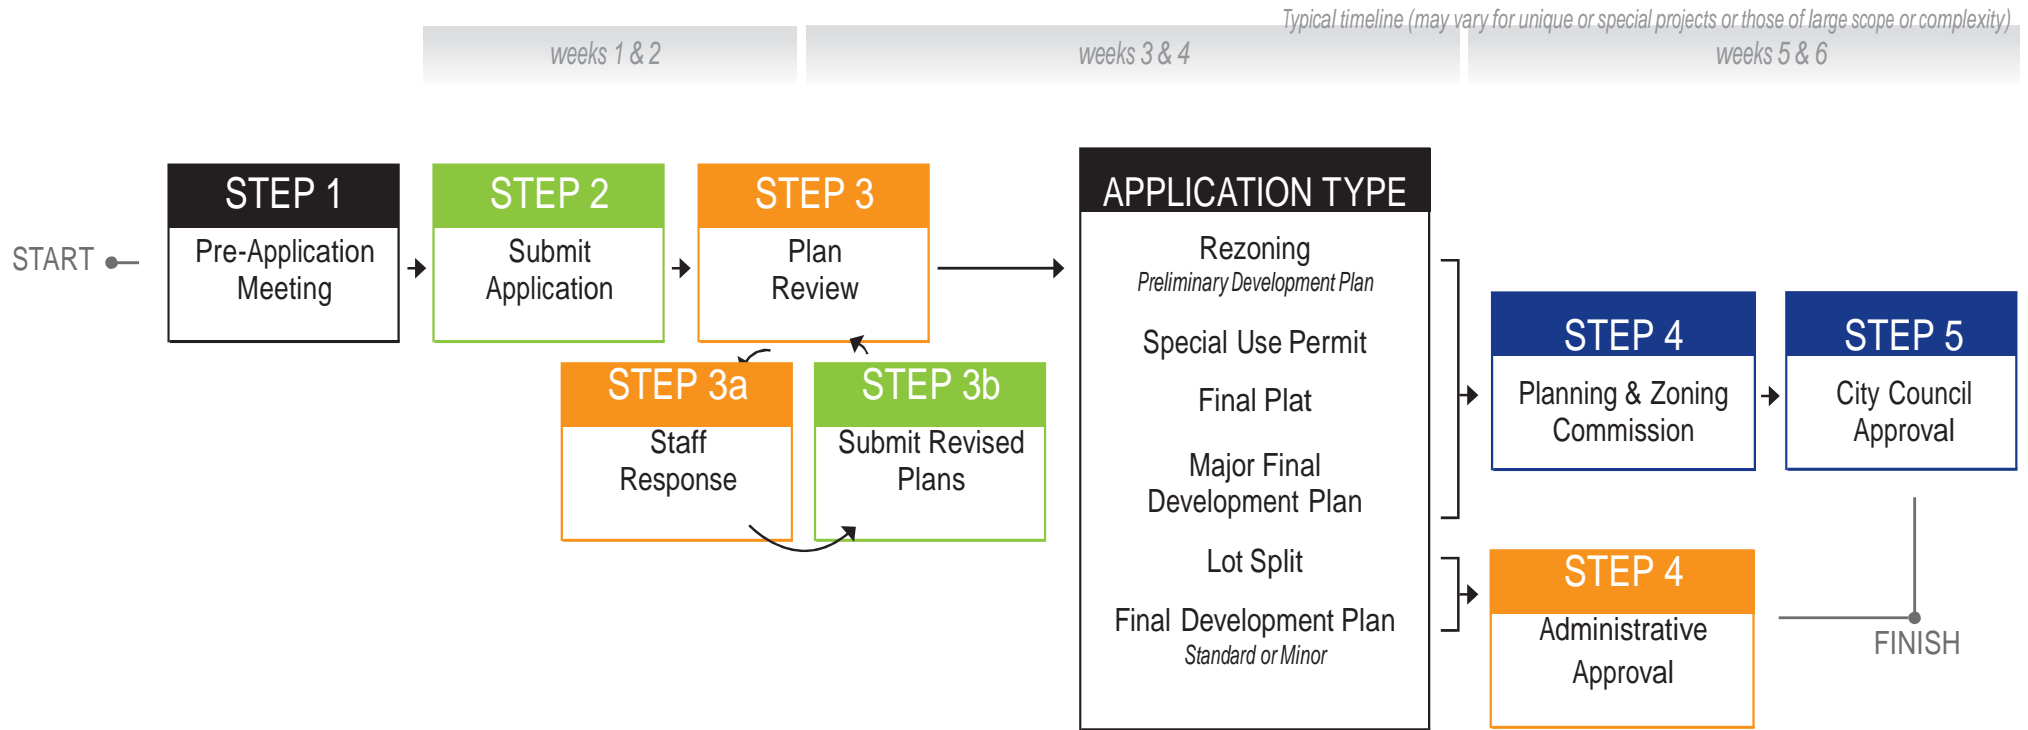 Typical timeline (may vary for unique or special projects or those of large scope or complexity)
weeks 1 & 2
weeks 3 & 4
weeks 5 & 6
START
STEP 1
Pre-Application
Meeting
STEP 2
Submit
Application
STEP 3
Plan
Review
STEP 3a
Staff
Response
STEP 3b
Submit Revised
Plans
APPLICATION TYPE
Rezoning
Preliminary Development Plan
Special Use Permit
Final Plat
Major Final
Development Plan
Lot Split
Final Development Plan
Standard or Minor
STEP 4
Planning & Zoning
Commission
STEP 5
City Council
Approval
STEP 4
Administrative
Approval
FINISH